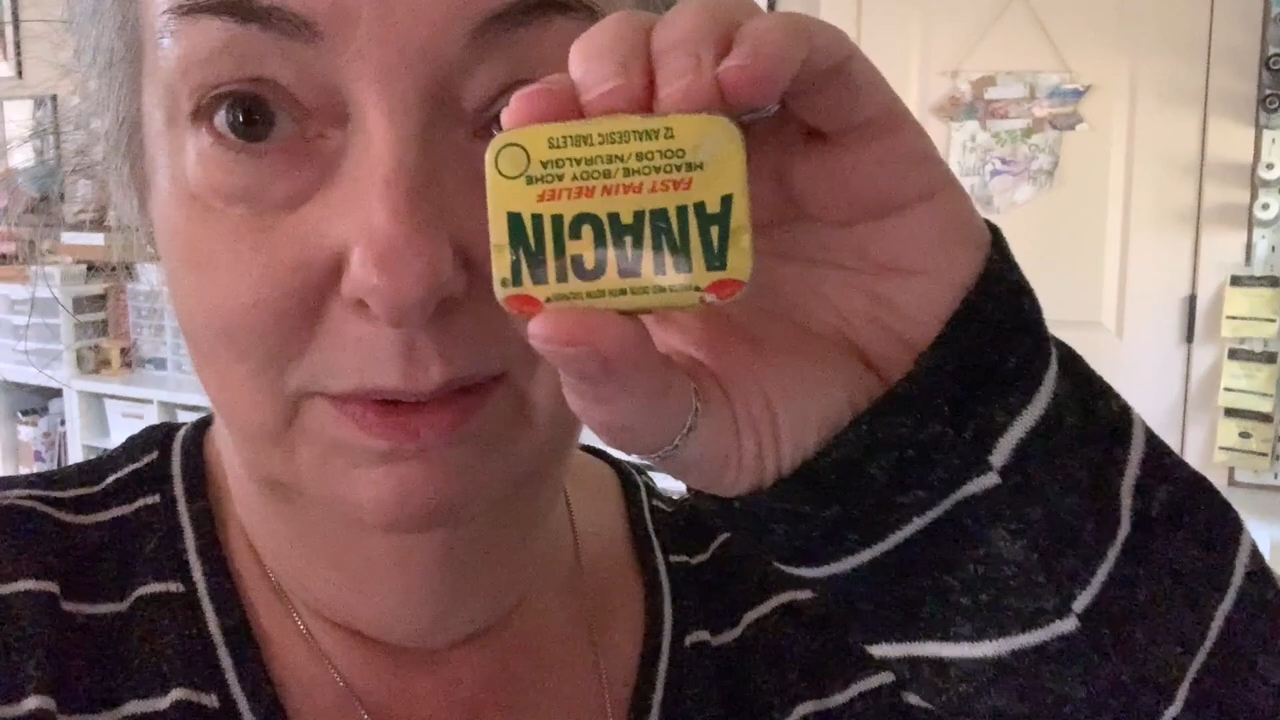 ANACIN®
FAST PAIN RELIEF
HEADACHE/BODY ACHE
COLDS/NEURALGIA
12 ANALGESIC TABLETS